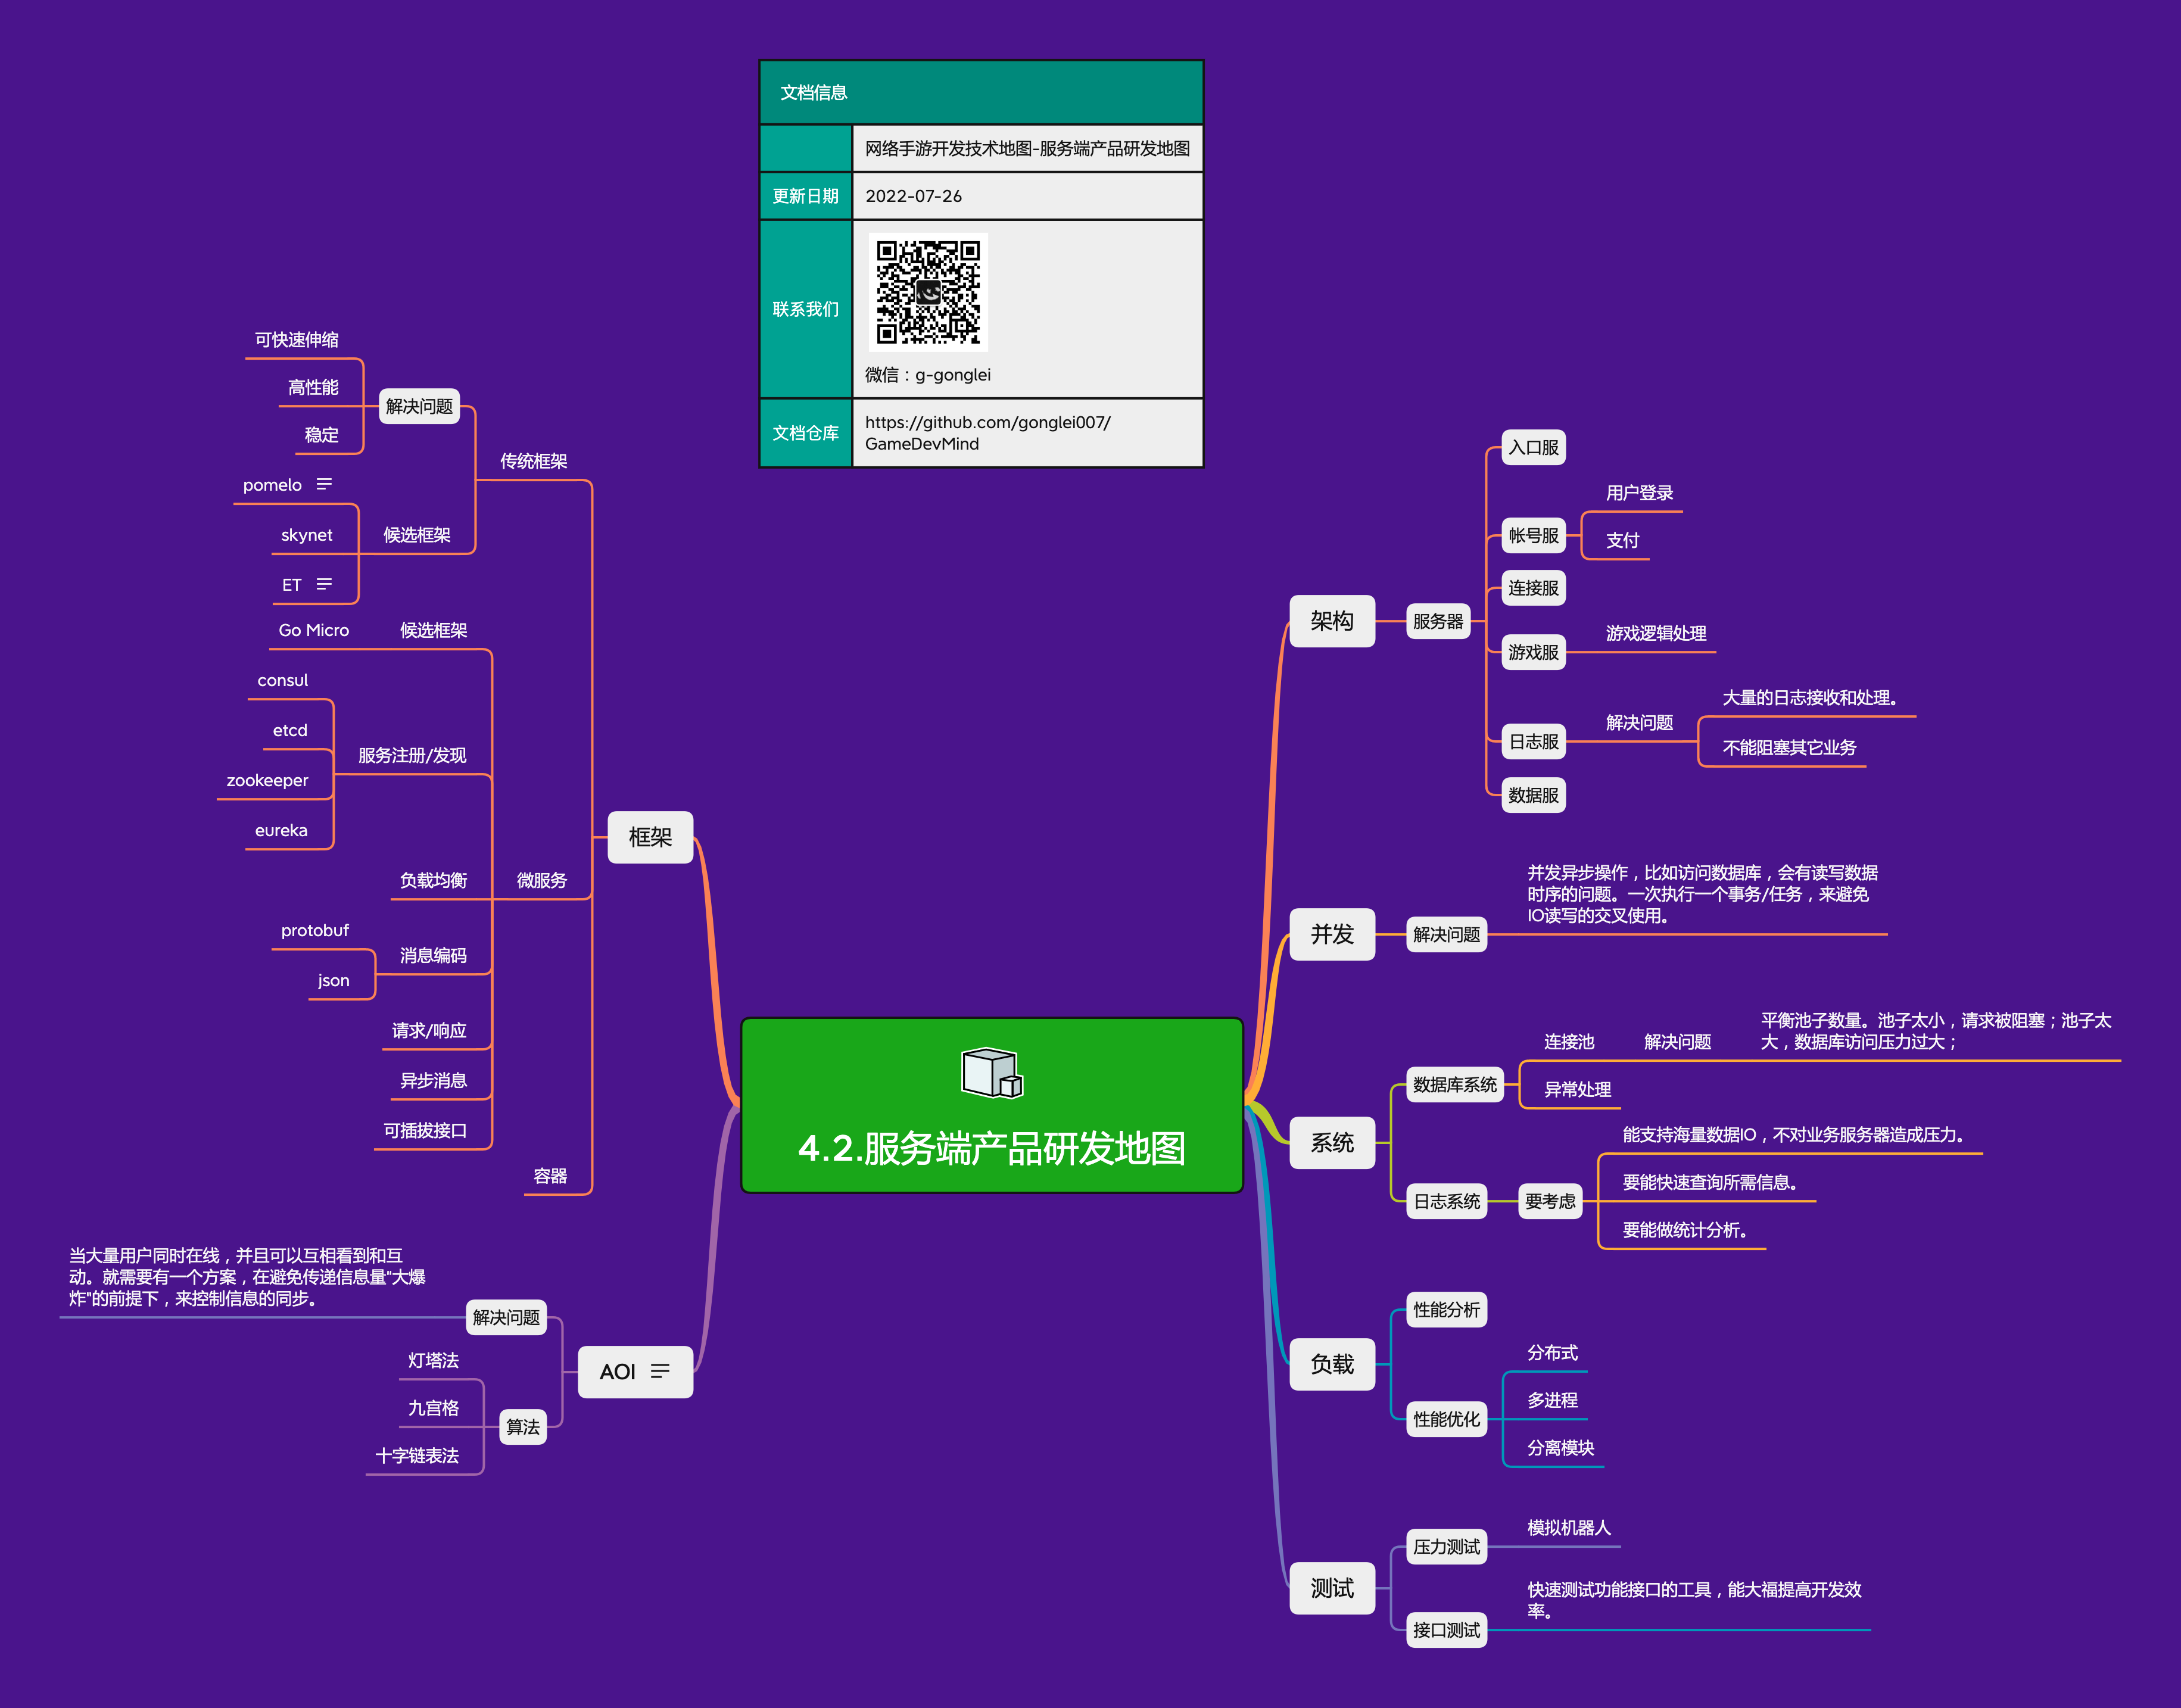 文档信息
网络手游开发技术地图-服务端产品研发地图
更新日期
2022-07-26
联系我们
微信：g-gonglei
文档仓库
https://github.com/gonglei007/
GameDevMind
4.2.服务端产品研发地图
架构
服务器
入口服
帐号服
用户登录
支付
连接服
游戏服
游戏逻辑处理
日志服
解决问题
大量的日志接收和处理。
不能阻塞其它业务
数据服
并发
解决问题
并发异步操作，比如访问数据库，会有读写数据
时序的问题。一次执行一个事务/任务，来避免
IO读写的交叉使用。
系统
数据库系统
连接池
解决问题
平衡池子数量。池子太小，请求被阻塞；池子太
大，数据库访问压力过大；
异常处理
日志系统
要考虑
能支持海量数据IO，不对业务服务器造成压力。
要能快速查询所需信息。
要能做统计分析。
负载
性能分析
性能优化
分布式
多进程
分离模块
测试
压力测试
模拟机器人
接口测试
快速测试功能接口的工具，能大福提高开发效
率。
框架
传统框架
解决问题
可快速伸缩
高性能
稳定
候选框架
pomelo
skynet
ET
微服务
候选框架
Go Micro
服务注册/发现
consul
etcd
zookeeper
eureka
负载均衡
消息编码
protobuf
json
请求/响应
异步消息
可插拔接口
容器
AOI
解决问题
当大量用户同时在线，并且可以互相看到和互
动。就需要有一个方案，在避免传递信息量"大爆
炸"的前提下，来控制信息的同步。
算法
灯塔法
九宫格
十字链表法